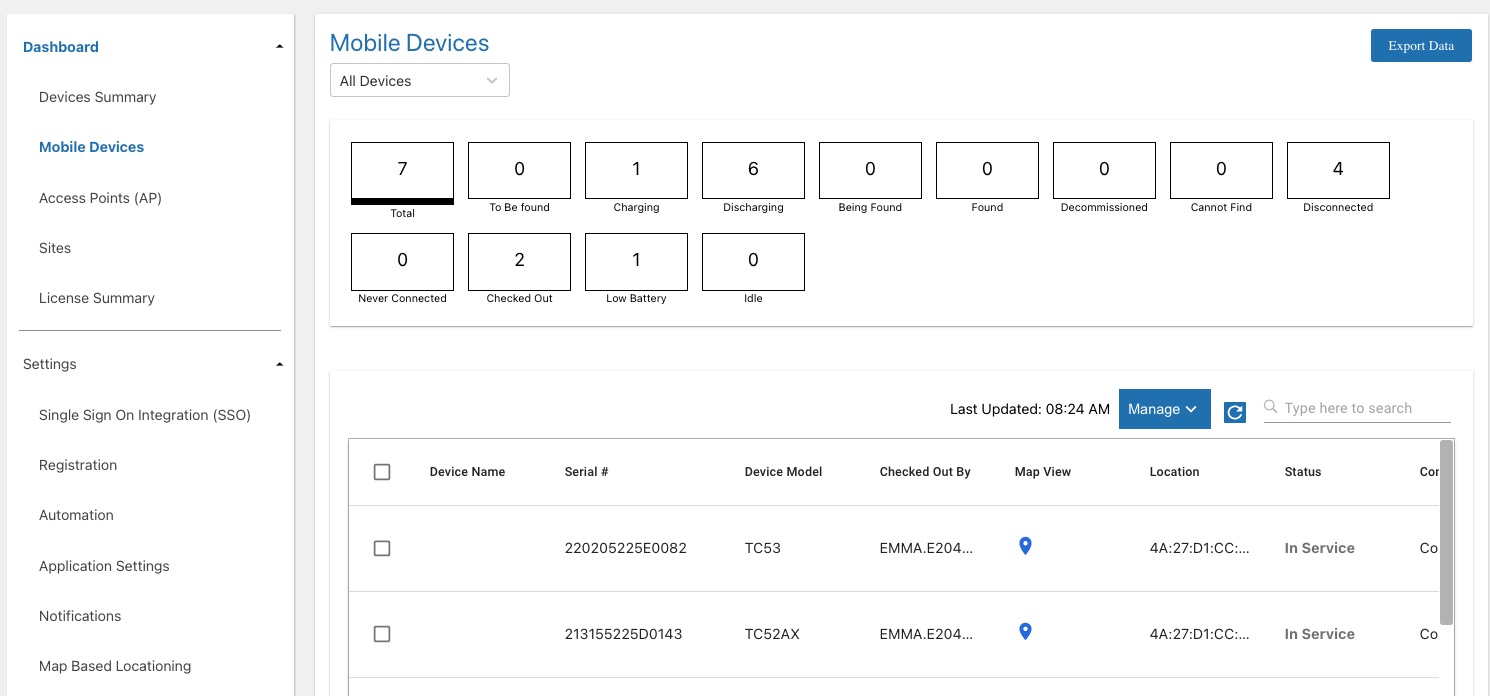 Dashboard
Devices Summary
Mobile Devices
Access Points (AP)
Sites
License Summary
Settings
Single Sign On Integration (SSO)
Registration
Automation
Application Settings
Notifications
Map Based Locationing
Mobile Devices
Export Data
All Devices
7 0 1 6 0 0 0 0 4
Total To Be found Charging Discharging Being Found Found Decommissioned Cannot Find Disconnected
0 2 1 0
Never Connected Checked Out Low Battery Idle
Last Updated: 08:24 AM Manage Type here to search
Device Name Serial # Device Model Checked Out By Map View Location Status Cor
220205225E0082 TC53 EMMA.E204... 4A:27:D1:CC:... In Service Co
213155225D0143 TC52AX EMMA.E204... 4A:27:D1:CC:... In Service Co